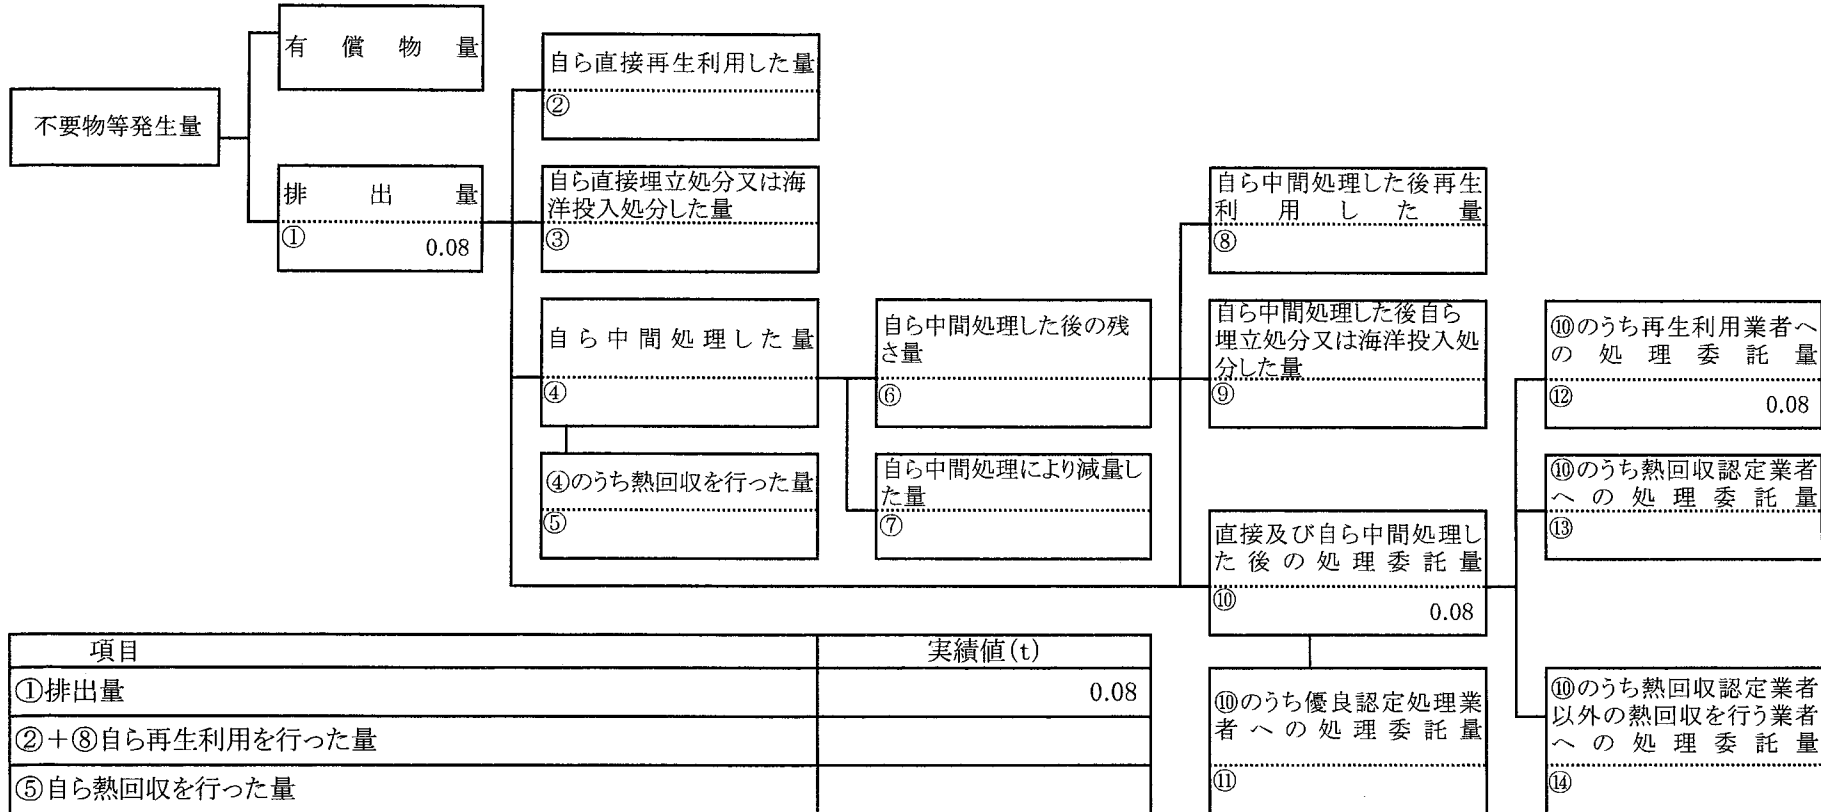 有償物量
不要物等発生量
排出量
①
0.08
自ら直接再生利用した量
②
自ら直接埋立処分又は海
洋投入処分した量
③
自ら中間処理した量
④
④のうち熱回収を行った量
⑤
自ら中間処理した後の残
さ量
⑥
自ら中間処理により減量し
た量
⑦
自ら中間処理した後再生
利用した量
⑧
自ら中間処理した後自ら
埋立処分又は海洋投入処
分した量
⑨
直接及び自ら中間処理し
た後の処理委託量
⑩
0.08
⑩のうち優良認定処理業
者への処理委託量
⑪
⑩のうち再生利用業者へ
の処理委託量
⑫
0.08
⑩のうち熱回収認定業者
への処理委託量
⑬
⑩のうち熱回収認定業者
以外の熱回収を行う業者
への処理委託量
⑭
項目 実績値(t)
①排出量 0.08
②+⑧自ら再生利用を行った量
⑤自ら熱回収を行った量